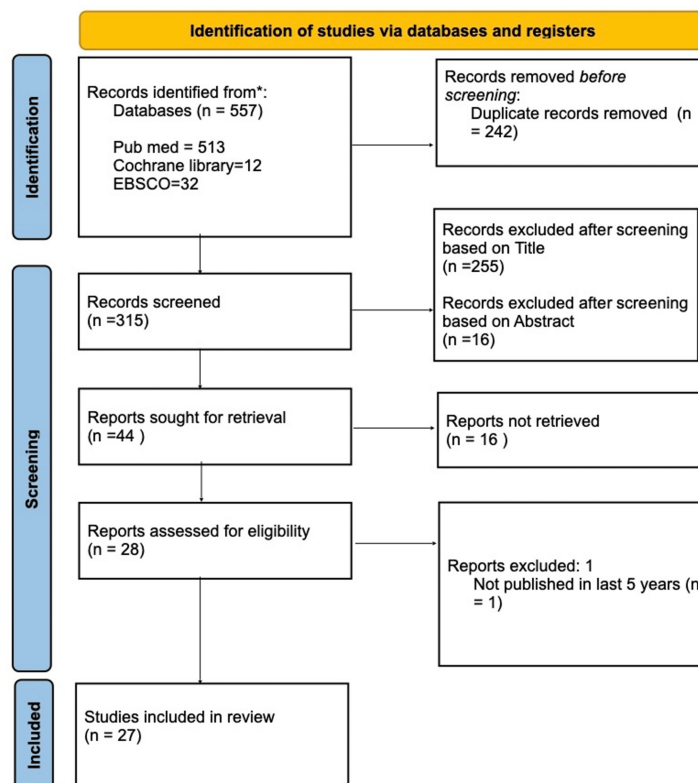 Identification of studies via databases and registers
Identification
Records identified from*:
Databases (n = 557)
Pub med = 513
Cochrane library=12
EBSCO=32
Records removed before
screening:
Duplicate records removed (n
= 242)
Screening
Records screened
(n =315)
Records excluded after screening
based on Title
(n =255)
Records excluded after screening
based on Abstract
(n =16)
Reports sought for retrieval
(n =44 )
Reports not retrieved
(n = 16 )
Reports assessed for eligibility
(n = 28)
Reports excluded: 1
Not published in last 5 years (n
= 1)
Included
Studies included in review
(n = 27)